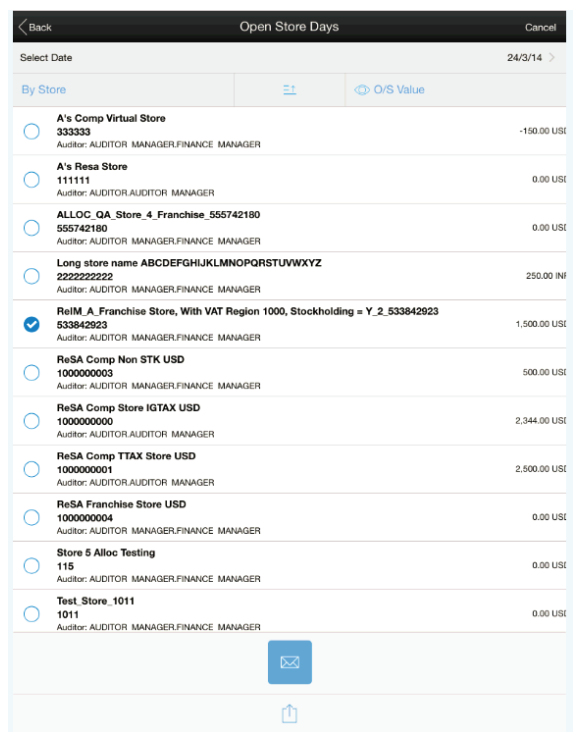 Back
Open Store Days
Cancel
Select Date
24/3/14
By Store
O/S Value
A's Comp Virtual Store
333333
-150.00 USD
Auditor: AUDITOR MANAGER.FINANCE MANAGER
A's Resa Store
111111
0.00 USD
Auditor: AUDITOR.AUDITOR MANAGER
ALLOC_QA_Store_4_Franchise_555742180
555742180
0.00 USD
Auditor: AUDITOR MANAGER.FINANCE MANAGER
Long store name ABCDEFGHIJKLMNOPQRSTUVWXYZ
2222222222
250.00 INR
Auditor: AUDITOR MANAGER.FINANCE MANAGER
ReIM_A_Franchise Store, With VAT Region 1000, Stockholding = Y_2_533842923
533842923
1,500.00 USD
Auditor: AUDITOR MANAGER.FINANCE MANAGER
ReSA Comp Non STK USD
1000000003
500.00 USD
Auditor: AUDITOR MANAGER.FINANCE MANAGER
ReSA Comp Store IGTAX USD
1000000000
2,344.00 USD
Auditor: AUDITOR.AUDITOR MANAGER
ReSA Comp TTAX Store USD
1000000001
2,500.00 USD
Auditor: AUDITOR.AUDITOR MANAGER
ReSA Franchise Store USD
1000000004
0.00 USD
Auditor: AUDITOR MANAGER.FINANCE MANAGER
Store 5 Alloc Testing
115
0.00 USD
Auditor: AUDITOR MANAGER.FINANCE MANAGER
Test_Store_1011
1011
0.00 USD
Auditor: AUDITOR MANAGER.FINANCE MANAGER